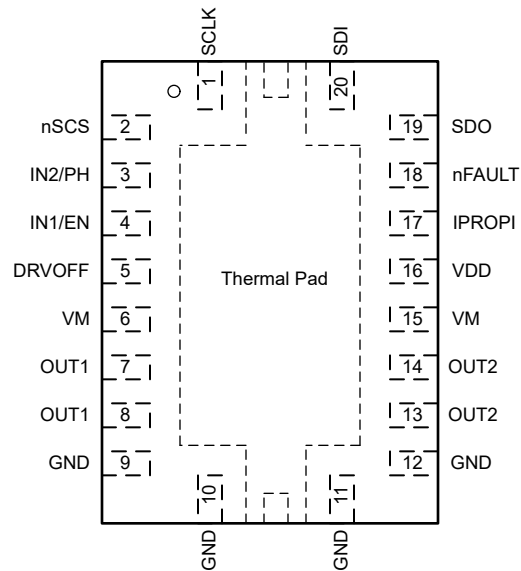 SCLK
SDI
1
20
nSCS 2
19 SDO
IN2/PH 3
18 nFAULT
IN1/EN 4
17 IPROPI
DRVOFF 5
16 VDD
Thermal Pad
VM 6
15 VM
OUT1 7
14 OUT2
OUT1 8
13 OUT2
GND 9
12 GND
10
11
GND
GND